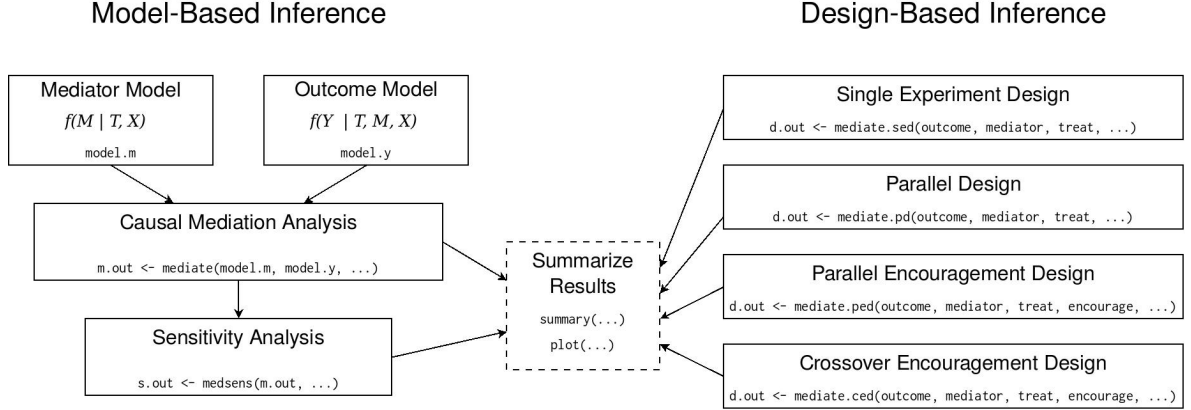 Model-Based Inference
Mediator Model
f(M | T, X)
model.m
Outcome Model
f(Y | T, M, X)
model.y
Causal Mediation Analysis
m.out <- mediate(model.m, model.y, ...)
Sensitivity Analysis
s.out <- medsens(m.out, ...)
Summarize
Results
summary(...)
plot(...)
Design-Based Inference
Single Experiment Design
d.out <- mediate.sed(outcome, mediator, treat, ...)
Parallel Design
d.out <- mediate.pd(outcome, mediator, treat, ...)
Parallel Encouragement Design
d.out <- mediate.ped(outcome, mediator, treat, encourage, ...)
Crossover Encouragement Design
d.out <- mediate.ced(outcome, mediator, treat, encourage, ...)